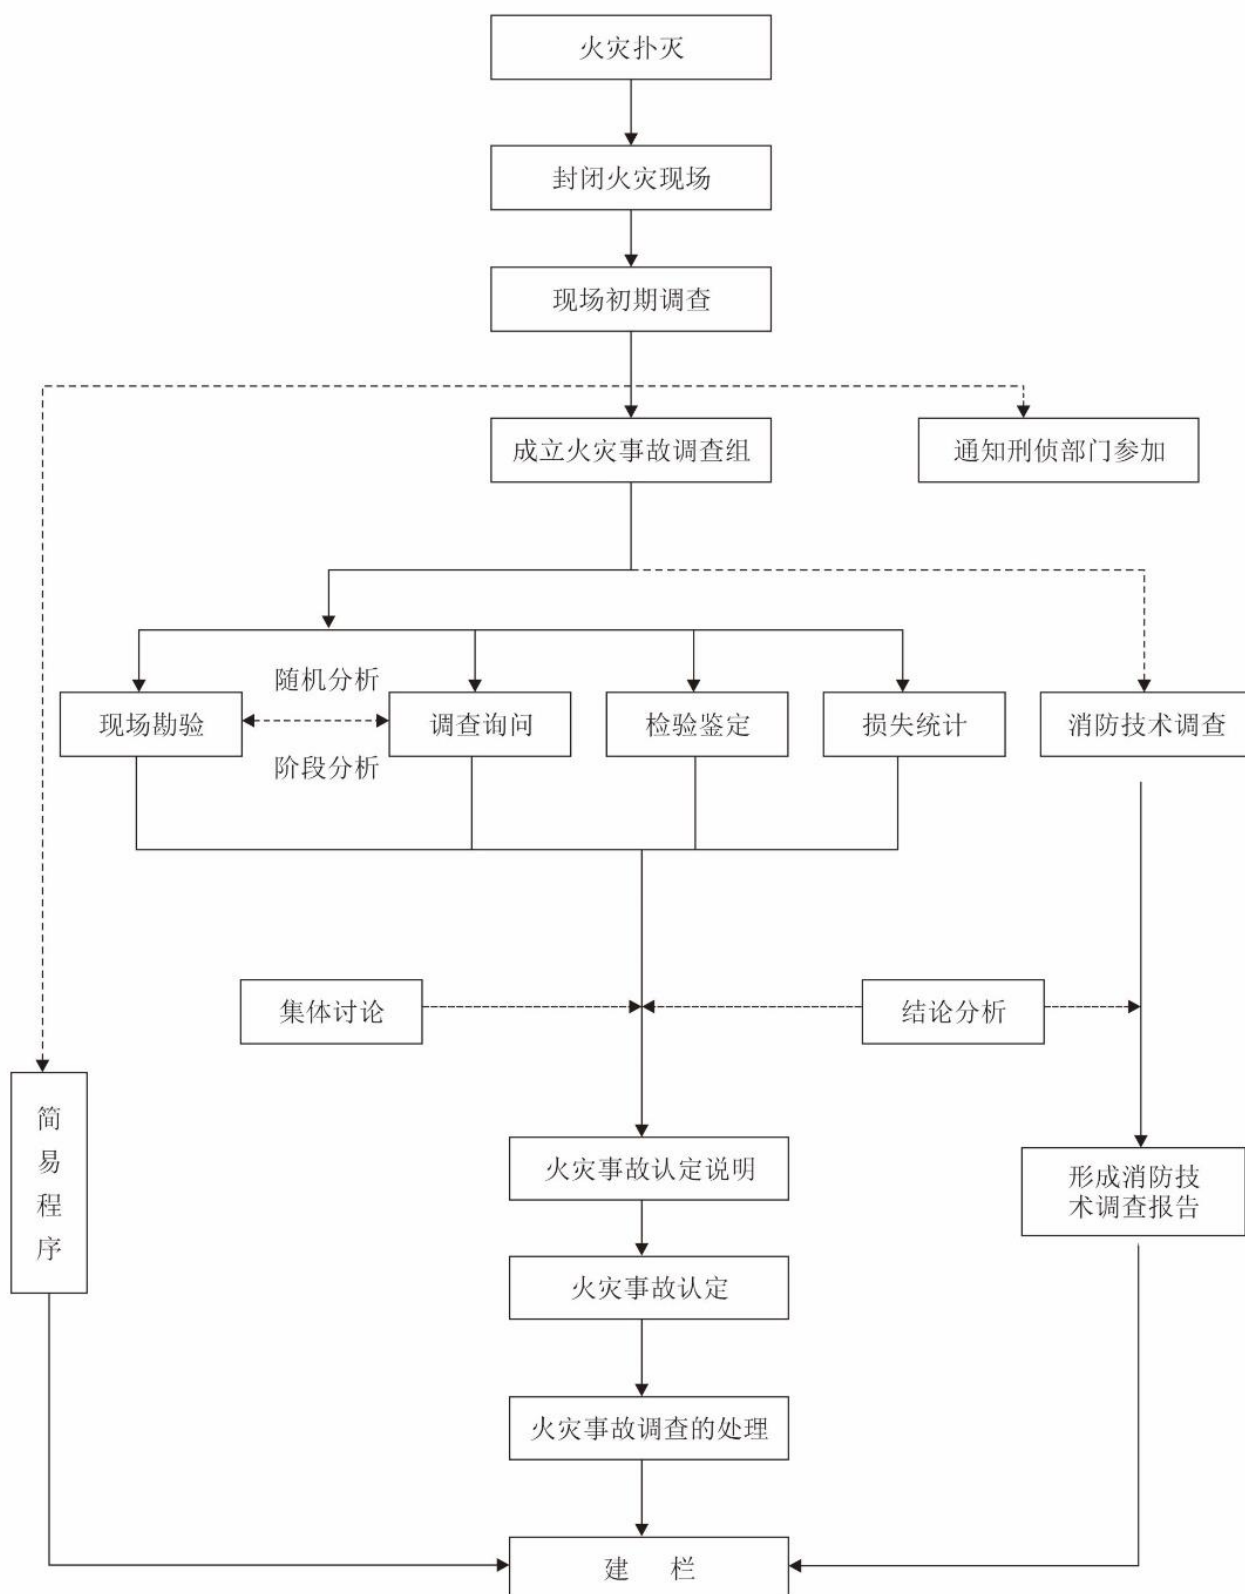 火灾扑灭
封闭火灾现场
现场初期调查
成立火灾事故调查组
通知刑侦部门参加
随机分析
现场勘验
调查询问
检验鉴定
损失统计
消防技术调查
阶段分析
集体讨论
结论分析
简易程序
火灾事故认定说明
形成消防技
术调查报告
火灾事故认定
火灾事故调查的处理
建 栏